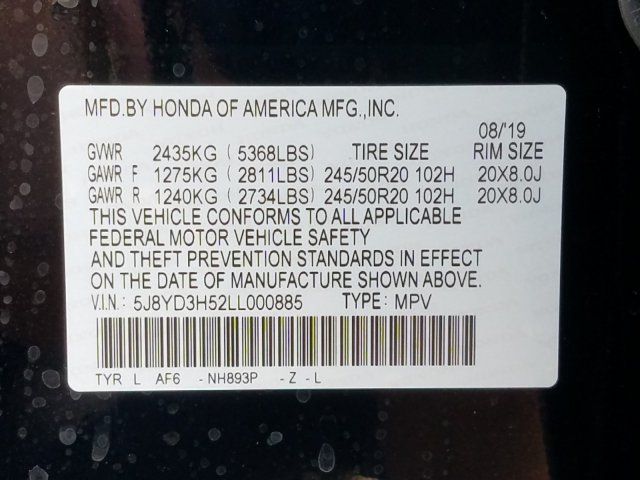 MFD.BY HONDA OF AMERICA MFG.,INC.
08/'19
GVWR 2435KG ( 5368LBS) TIRE SIZE RIM SIZE
GAWR F 1275KG ( 2811LBS) 245/50R20 102H 20X8.0J
GAWR R 1240KG ( 2734LBS) 245/50R20 102H 20X8.0J
THIS VEHICLE CONFORMS TO ALL APPLICABLE
FEDERAL MOTOR VEHICLE SAFETY
AND THEFT PREVENTION STANDARDS IN EFFECT
ON THE DATE OF MANUFACTURE SHOWN ABOVE.
V.I.N.: 5J8YD3H52LL000885 TYPE: MPV
TYR L AF6 - NH893P - Z - L